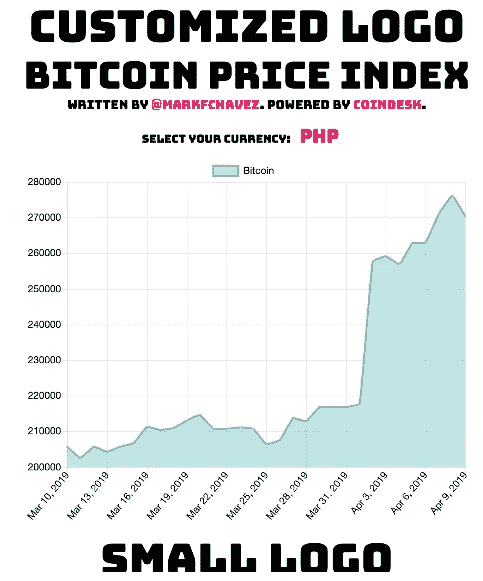 CUSTOMIZED LOGO
BITCOIN PRICE INDEX
WRITTEN BY @MARKFCHAVEZ. POWERED BY COINDESK.
SELECT YOUR CURRENCY: PHP
Bitcoin
280000
270000
260000
250000
240000
230000
220000
210000
200000
Mar 10, 2019
Mar 13, 2019
Mar 16, 2019
Mar 19, 2019
Mar 22, 2019
Mar 25, 2019
Mar 28, 2019
Mar 31, 2019
Apr 3, 2019
Apr 6, 2019
Apr 9, 2019
SMALL LOGO